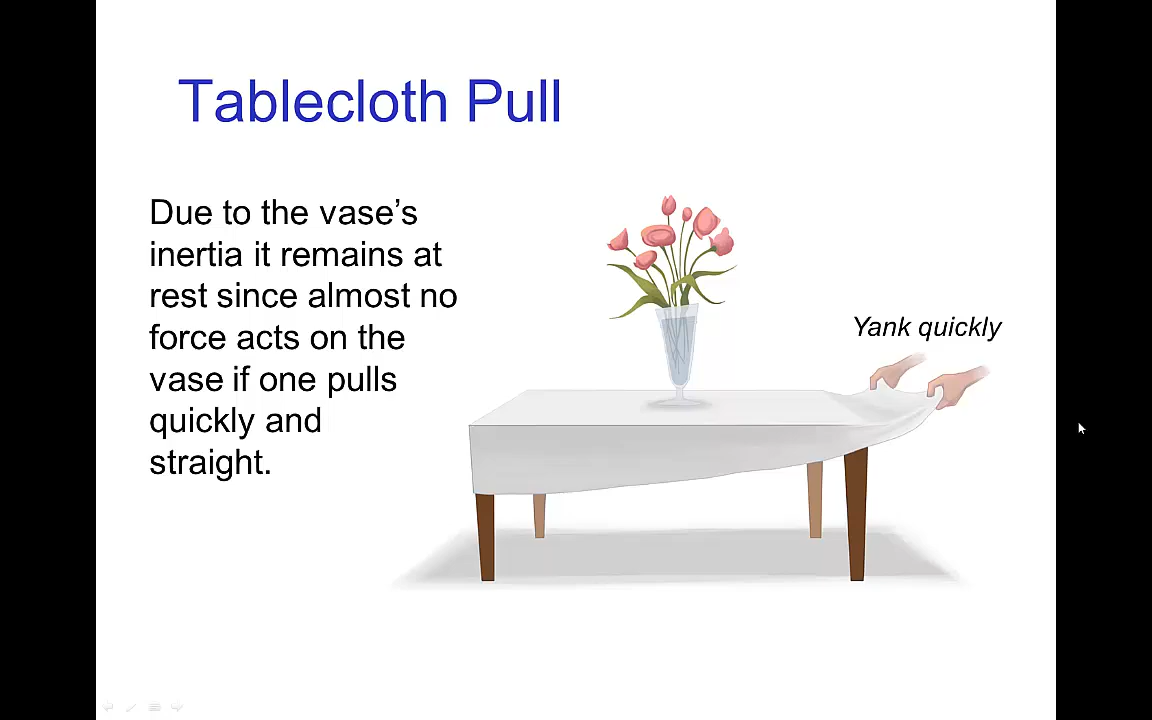 Tablecloth Pull
Due to the vase’s
inertia it remains at
rest since almost no
force acts on the
vase if one pulls
quickly and
straight.
Yank quickly